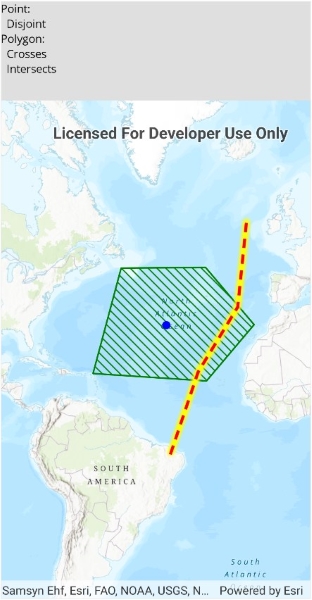 Point:
Disjoint
Polygon:
Crosses
Intersects
Licensed For Developer Use Only
North
Atlantic
Ocean
SOUTH
AMERICA
South
Atlantic
Samsyn Ehf, Esri, FAO, NOAA, USGS, N... Powered by Esri